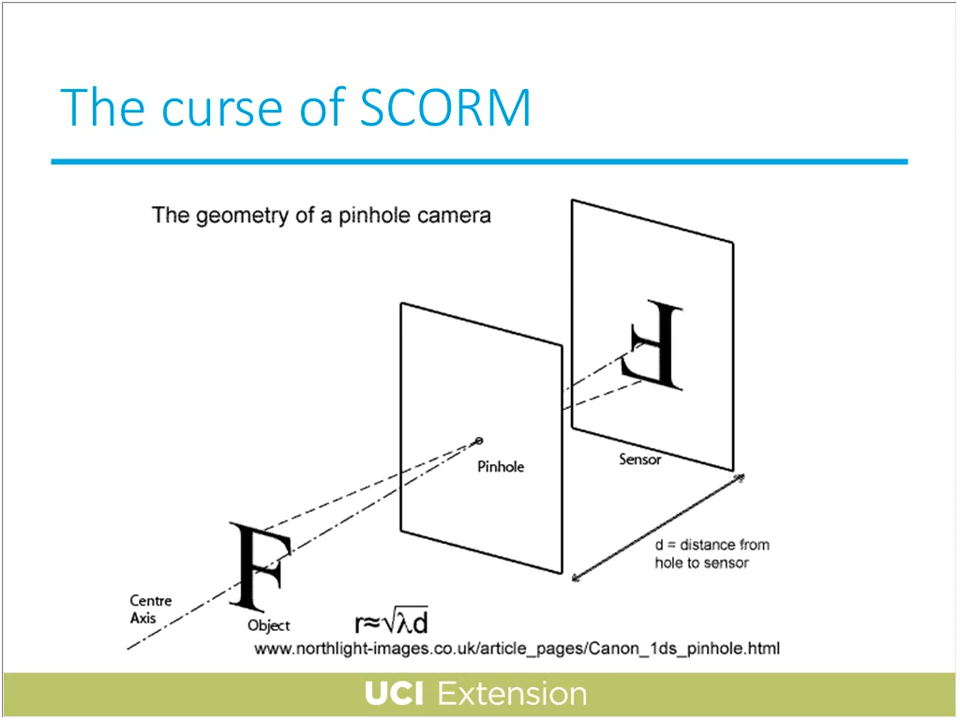 The curse of SCORM
The geometry of a pinhole camera
Pinhole
Sensor
d = distance from
hole to sensor
F
Centre
Axis
Object
r≈√λd
www.northlight-images.co.uk/article_pages/Canon_1ds_pinhole.html
UCI Extension